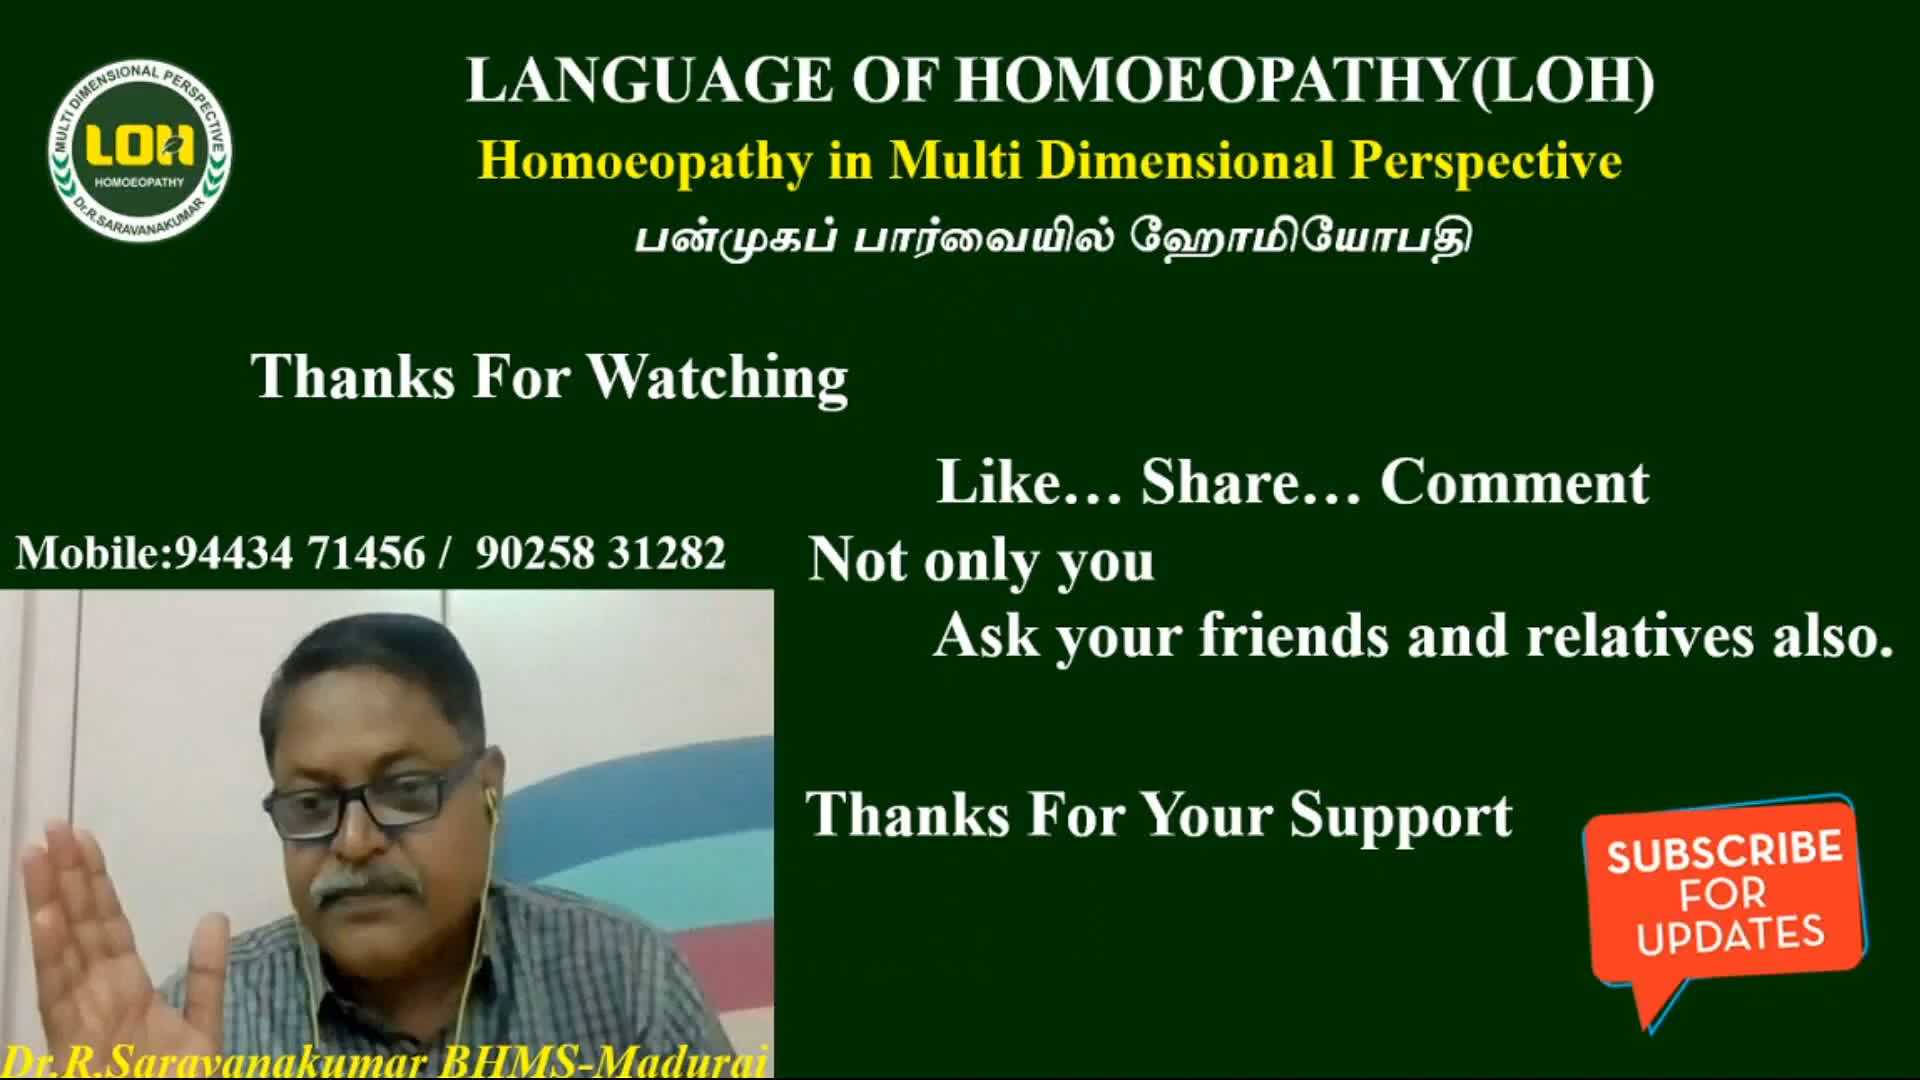 MULTI DIMENSIONAL PERSPECTIVE
LOH
HOMOEOPATHY
Dr.R.SARAVANAKUMAR
LANGUAGE OF HOMOEOPATHY(LOH)
Homoeopathy in Multi Dimensional Perspective
பன்முகப் பார்வையில் ஹோமியோபதி
Thanks For Watching
Like... Share... Comment
Mobile:94434 71456 / 90258 31282
Not only you
Ask your friends and relatives also.
Thanks For Your Support
SUBSCRIBE
FOR
UPDATES
Dr.R.Saravanakumar BHMS-Madurai